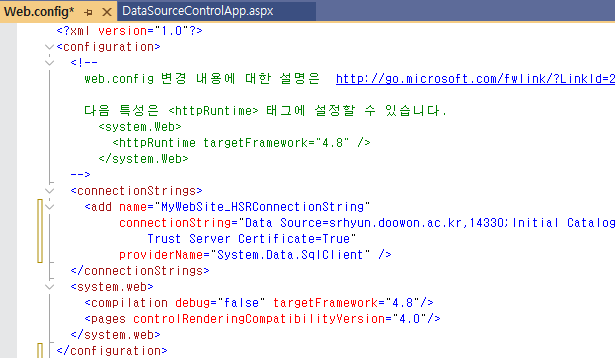 Web.config* DataSourceControlApp.aspx
<?xml version="1.0"?>
<configuration>
<!--
web.config 변경 내용에 대한 설명은 http://go.microsoft.com/fwlink/?LinkId=2
다음 특성은 <httpRuntime> 태그에 설정할 수 있습니다.
<system.Web>
<httpRuntime targetFramework="4.8" />
</system.Web>
-->
<connectionStrings>
<add name="MyWebSite_HSRConnectionString"
connectionString="Data Source=srhyun.doowon.ac.kr,14330;Initial Catalog
Trust Server Certificate=True"
providerName="System.Data.SqlClient" />
</connectionStrings>
<system.web>
<compilation debug="false" targetFramework="4.8"/>
<pages controlRenderingCompatibilityVersion="4.0"/>
</system.web>
</configuration>